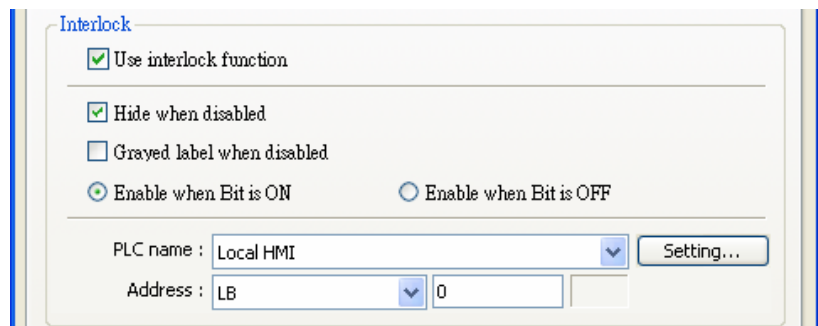 Interlock
Use interlock function
Hide when disabled
Grayed label when disabled
Enable when Bit is ON Enable when Bit is OFF
PLC name : Local HMI Setting...
Address : LB 0